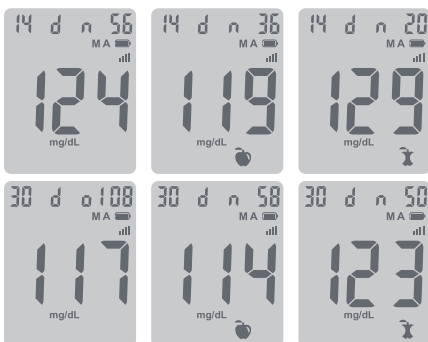 14 d n 56
MA
124
mg/dL
14 d n 36
MA
119
mg/dL
14 d n 20
MA
129
mg/dL
30 d o108
MA
117
mg/dL
30 d n 58
MA
114
mg/dL
30 d n 50
MA
123
mg/dL